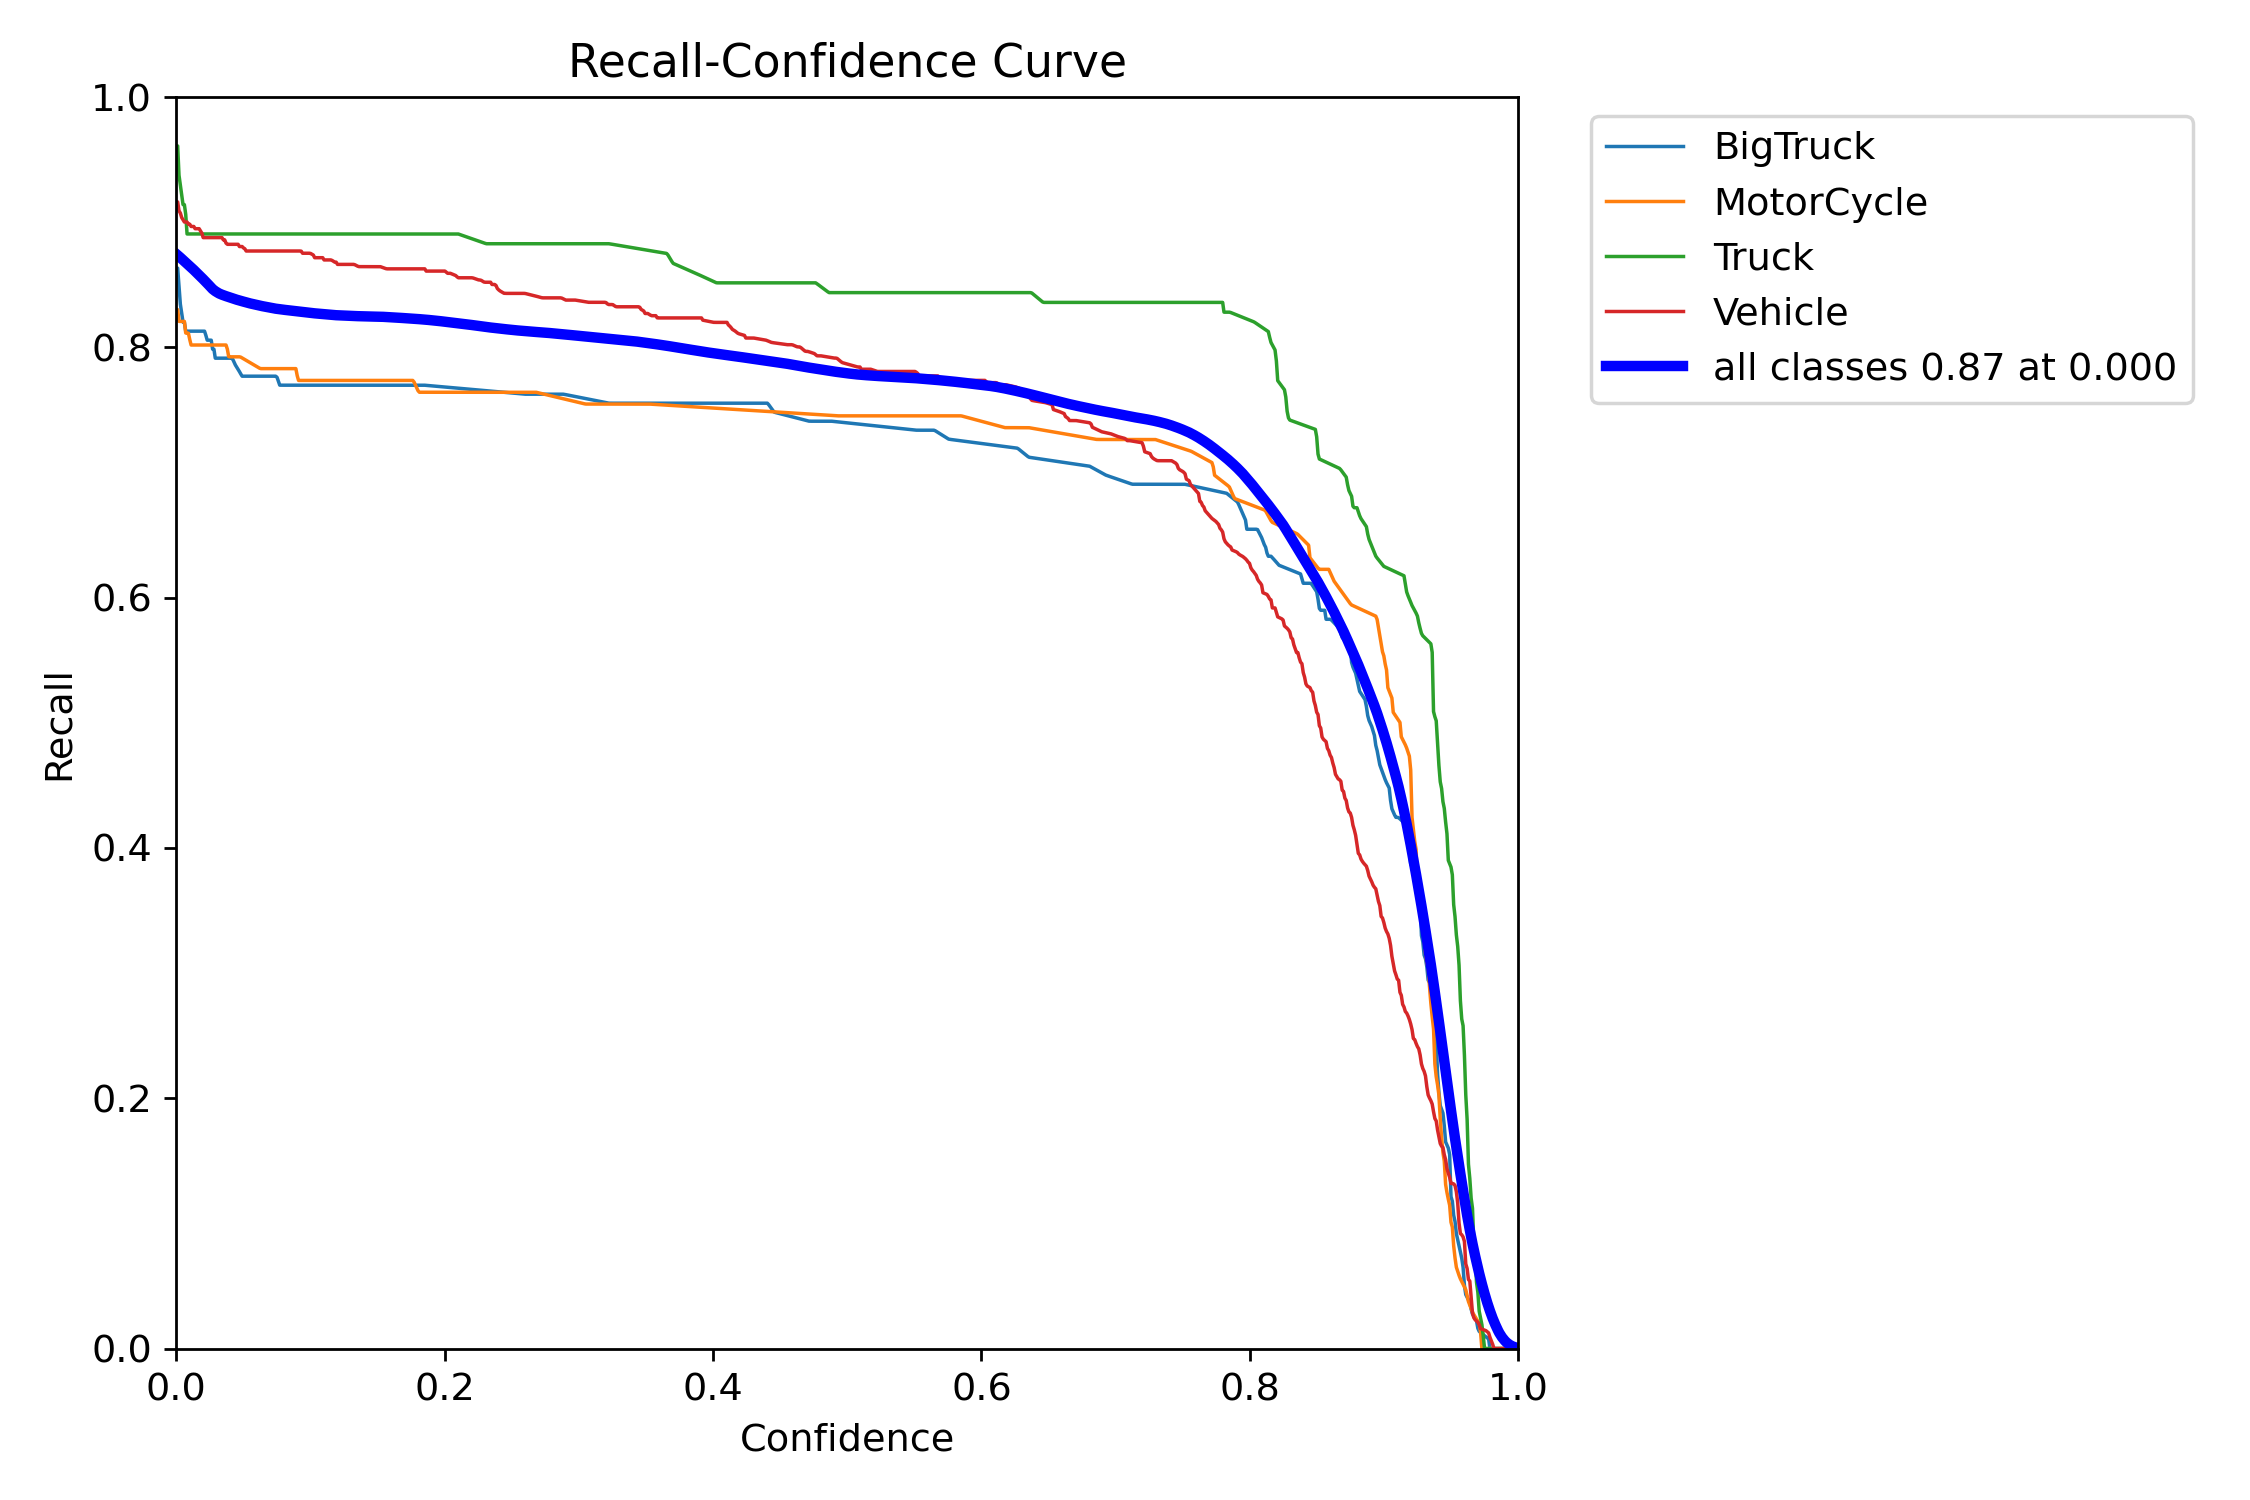 Recall-Confidence Curve
1.0
0.8
0.6
0.4
0.2
0.0
Recall
0.0 0.2 0.4 0.6 0.8 1.0
Confidence
BigTruck
MotorCycle
Truck
Vehicle
all classes 0.87 at 0.000